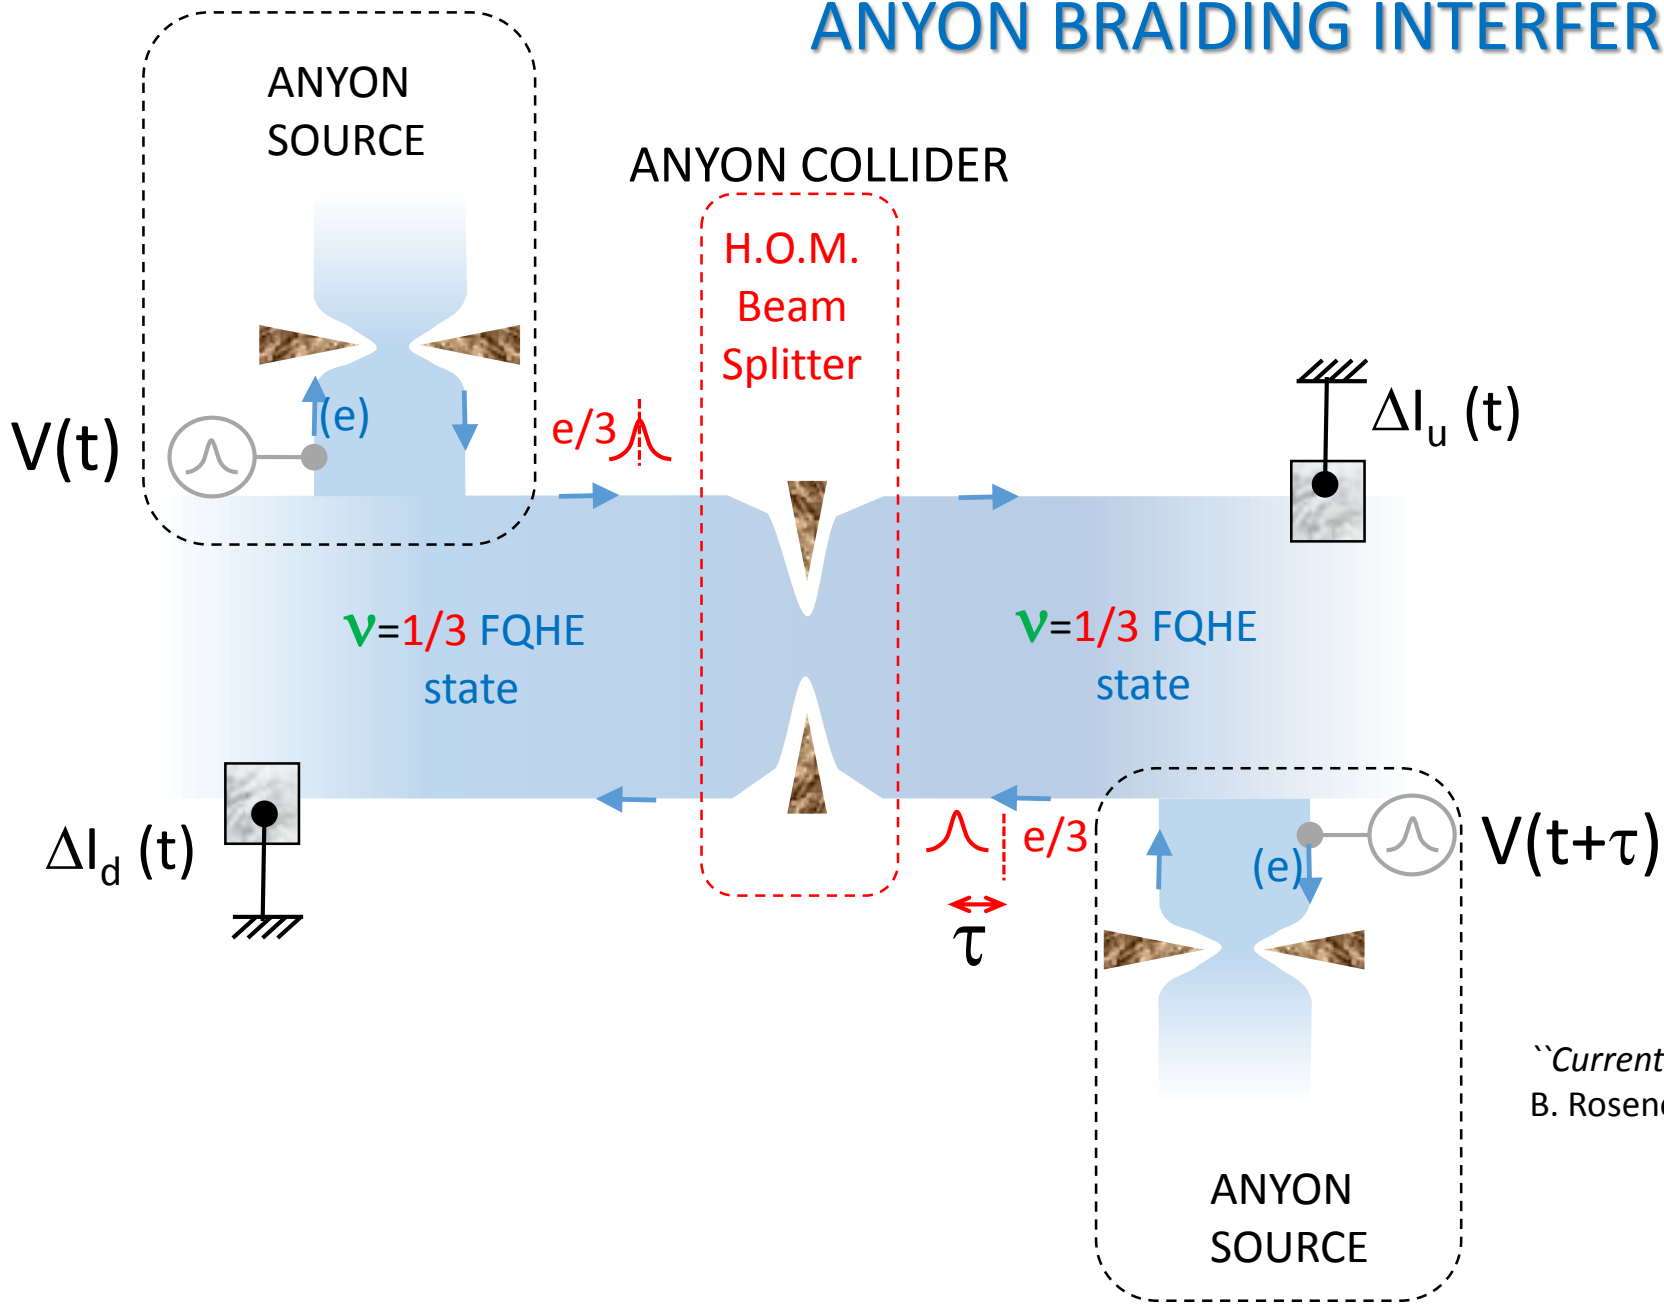 ANYON BRAIDING INTERFER
ANYON
SOURCE
ANYON COLLIDER
H.O.M.
Beam
Splitter
V(t)
(e)
e/3
ΔIu (t)
ν=1/3 FQHE
state
ν=1/3 FQHE
state
ΔId (t)
e/3
τ
(e)
V(t+τ)
``Current
B. Rosen
ANYON
SOURCE